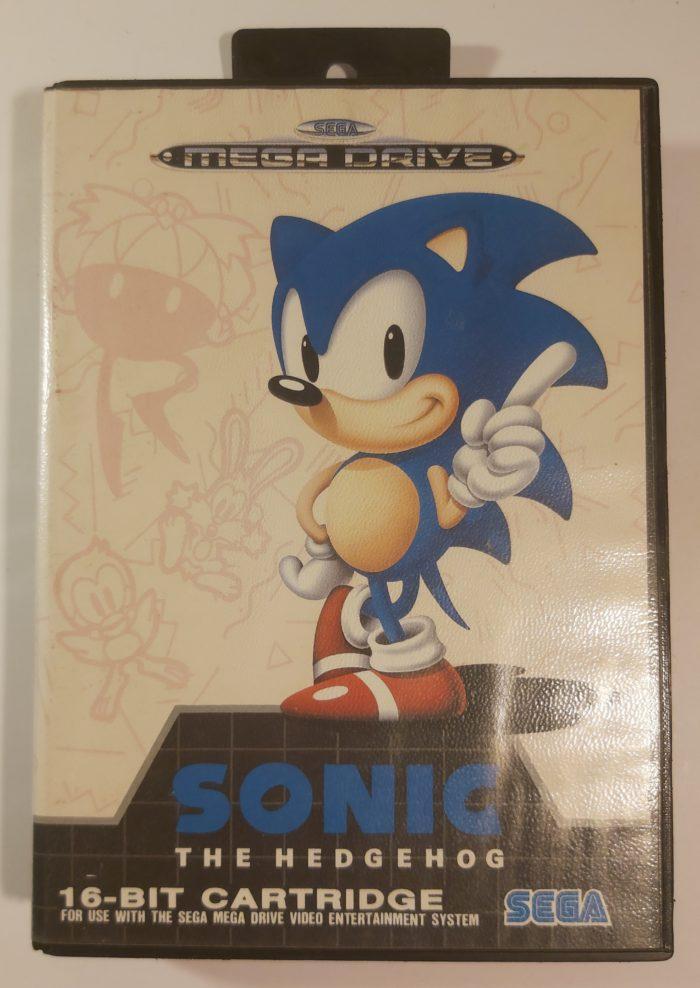 SEGA
MEGA DRIVE
SONIC
THE HEDGEHOG
16-BIT CARTRIDGE
FOR USE WITH THE SEGA MEGA DRIVE VIDEO ENTERTAINMENT SYSTEM
SEGA